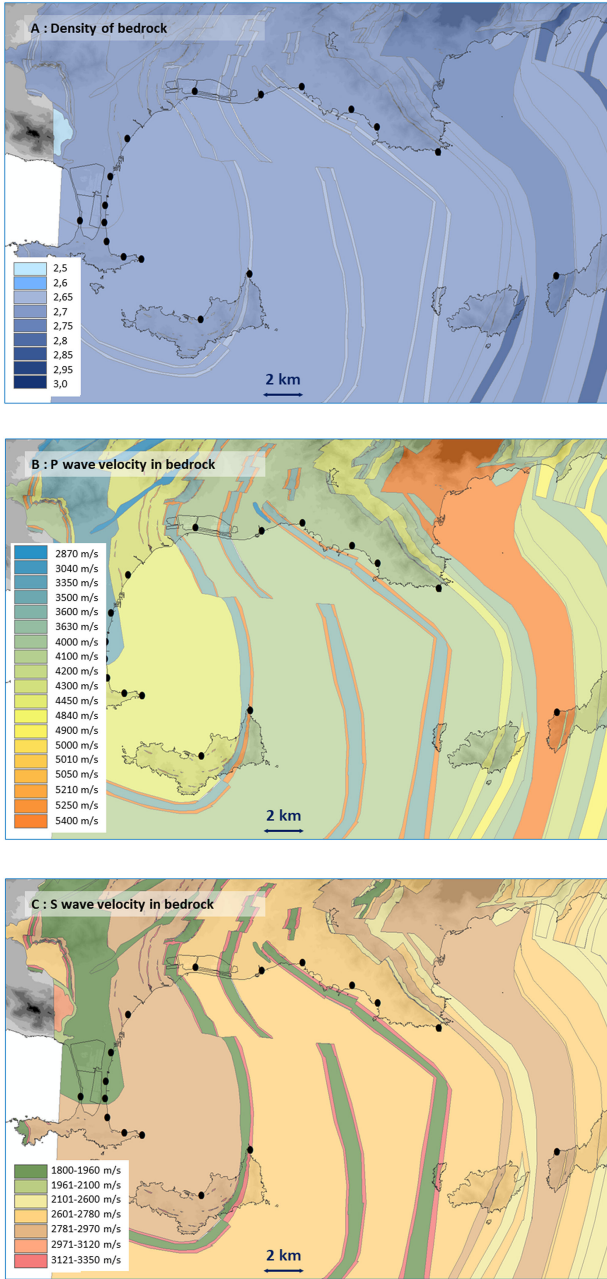 A : Density of bedrock
2,5
2,6
2,65
2,7
2,75
2,8
2,85
2,95
3,0
2 km
B : P wave velocity in bedrock
2870 m/s
3040 m/s
3350 m/s
3500 m/s
3600 m/s
3630 m/s
4000 m/s
4100 m/s
4200 m/s
4300 m/s
4450 m/s
4840 m/s
4900 m/s
5000 m/s
5010 m/s
5050 m/s
5210 m/s
5250 m/s
5400 m/s
2 km
C : S wave velocity in bedrock
1800-1960 m/s
1961-2100 m/s
2101-2600 m/s
2601-2780 m/s
2781-2970 m/s
2971-3120 m/s
3121-3350 m/s
2 km